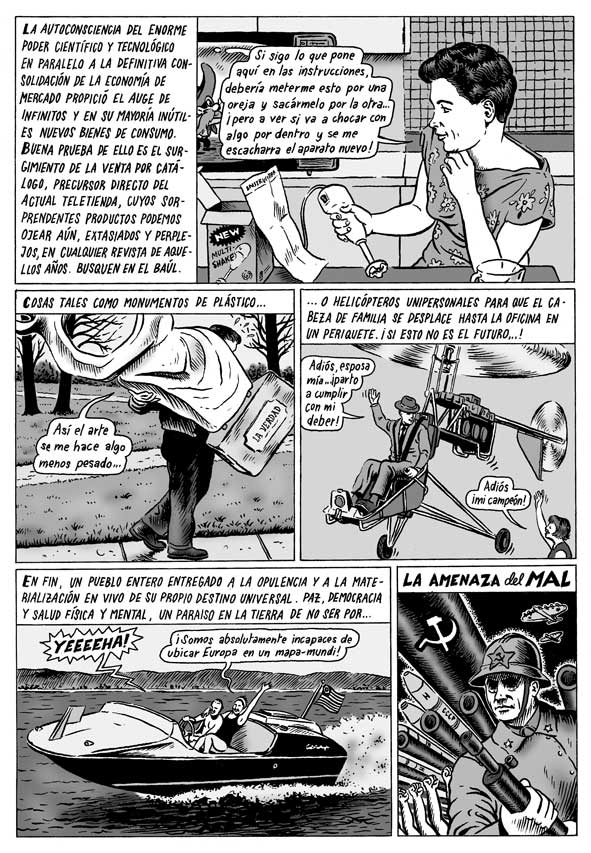 LA AUTOCONSCIENCIA DEL ENORME
PODER CIENTÍFICO Y TECNOLÓGICO
EN PARALELO A LA DEFINITIVA CON-
SOLIDACIÓN DE LA ECONOMÍA DE
MERCADO PROPICIÓ EL AUGE DE
INFINITOS Y EN SU MAYORÍA INÚTIL-
ES NUEVOS BIENES DE CONSUMO.
BUENA PRUEBA DE ELLO ES EL SUR-
GIMIENTO DE LA VENTA POR CATÁ-
LOGO, PRECURSOR DIRECTO DEL
ACTUAL TELETIENDA, CUYOS SOR-
PRENDENTES PRODUCTOS PODEMOS
OJEAR AÚN, EXTASIADOS Y PERPLE-
JOS, EN CUALQUIER REVISTA DE AQUE-
LLOS AÑOS. BUSQUEN EN EL BAÚL.
Si sigo lo que pone
aquí en las instrucciones,
debería meterme esto por una
oreja y sacármelo por la otra...
¡pero a ver si va a chocar con
algo por dentro y se me
escacharra el aparato nuevo!
NEW
MULTI-
SHAKE!
COSAS TALES COMO MONUMENTOS DE PLÁSTICO...
Así el arte
se me hace algo
menos pesado...
LA VERDAD
... O HELICÓPTEROS UNIPERSONALES PARA QUE EL CA-
BEZA DE FAMILIA SE DESPLACE HASTA LA OFICINA EN
UN PERIQUETE. ¡SI ESTO NO ES EL FUTURO...!
Adiós, esposa
mía...¡parto
a cumplir
con mi
deber!
Adiós
¡mi campeón!
EN FIN, UN PUEBLO ENTERO ENTREGADO A LA OPULENCIA Y A LA MATE-
RIALIZACIÓN EN VIVO DE SU PROPIO DESTINO UNIVERSAL. PAZ, DEMOCRACIA
Y SALUD FÍSICA Y MENTAL, UN PARAISO EN LA TIERRA DE NO SER POR...
YEEEEHA!
¡Somos absolutamente incapaces de
ubicar Europa en un mapa-mundi!
LA AMENAZA del MAL
CCCP